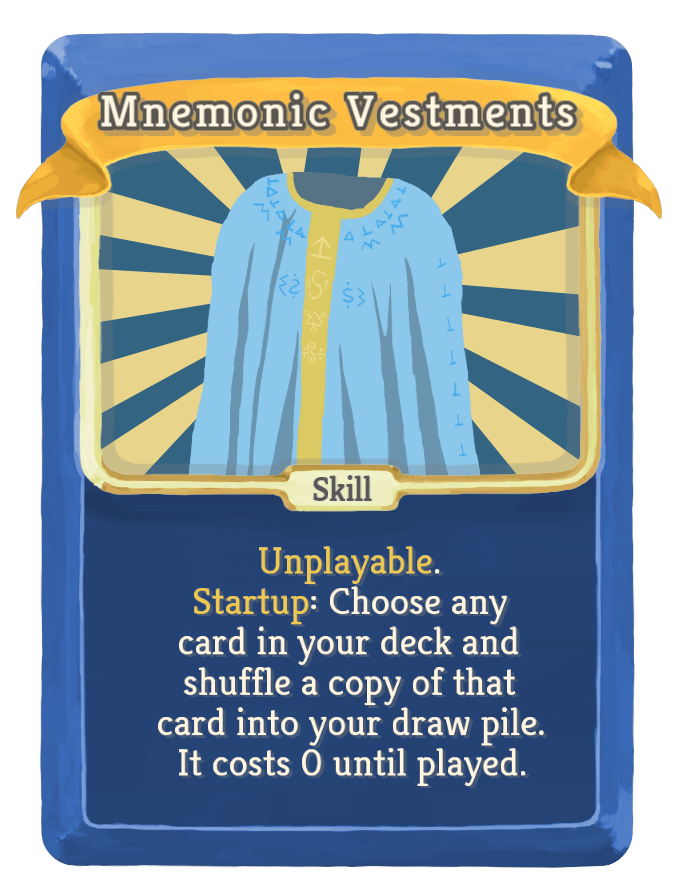 Mnemonic Vestments
Skill
Unplayable.
Startup: Choose any
card in your deck and
shuffle a copy of that
card into your draw pile.
It costs 0 until played.